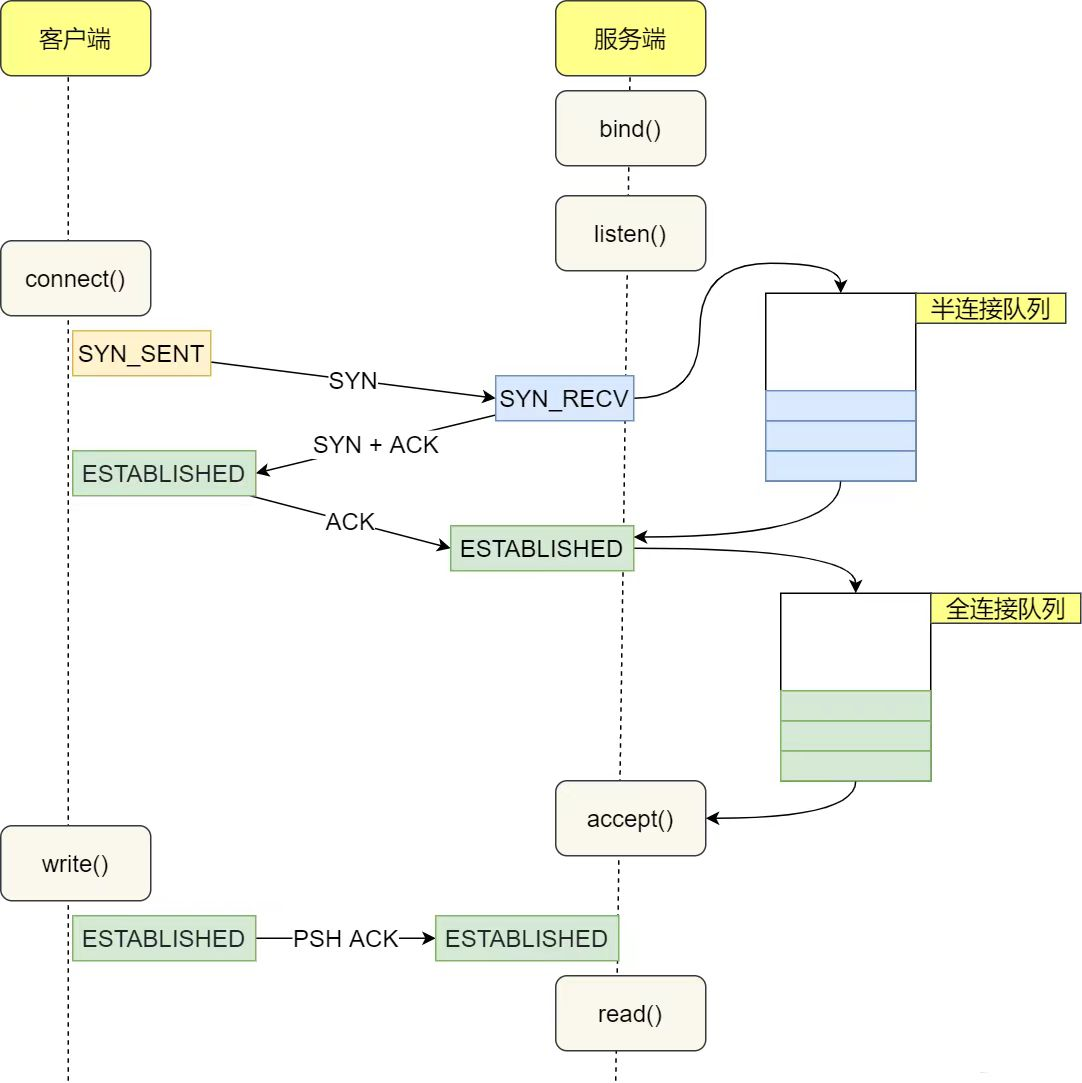 客户端
服务端
bind()
listen()
connect()
半连接队列
SYN_SENT
SYN
SYN_RECV
SYN + ACK
ESTABLISHED
ACK
ESTABLISHED
全连接队列
accept()
write()
ESTABLISHED
PSH ACK
ESTABLISHED
read()